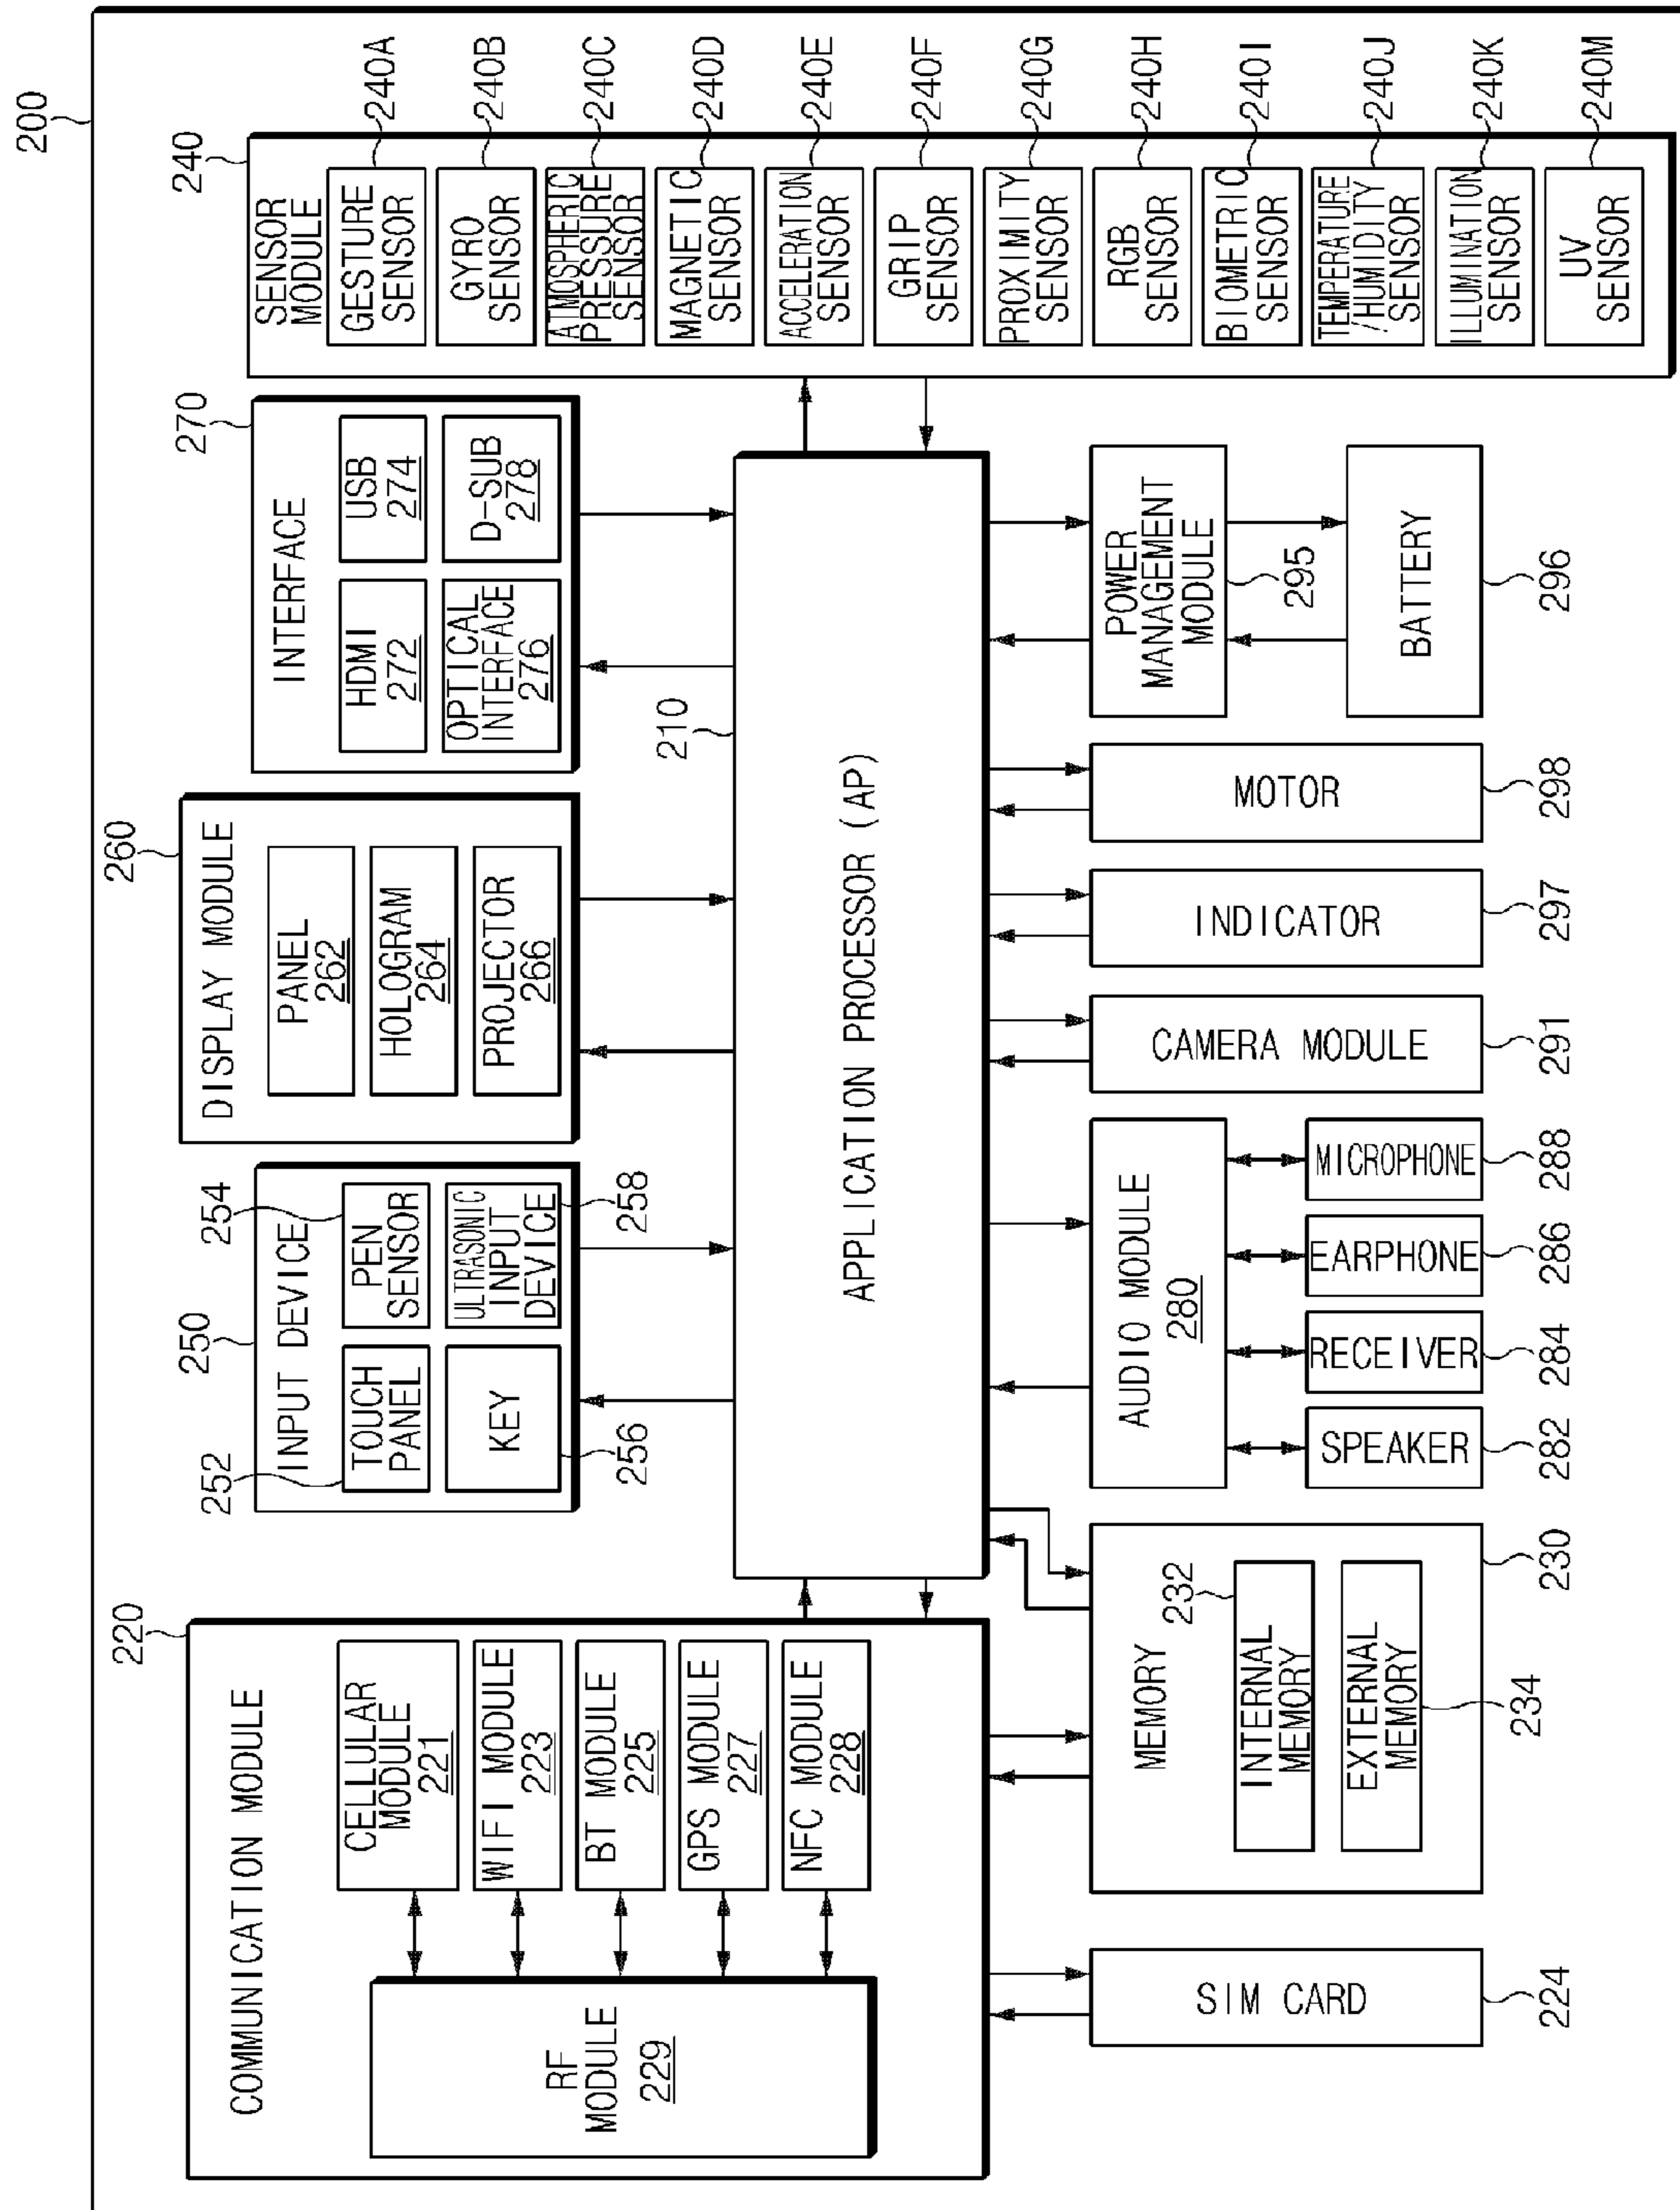 200
COMMUNICATION MODULE
220
RF
MODULE
229
CELLULAR
MODULE
221
WIFI MODULE
223
BT MODULE
225
GPS MODULE
227
NFC MODULE
228
250
INPUT DEVICE
252
TOUCH
PANEL
254
PEN
SENSOR
KEY
256
ULTRASONIC
INPUT
DEVICE
258
260
DISPLAY MODULE
PANEL
262
HOLOGRAM
264
PROJECTOR
266
270
INTERFACE
HDMI
272
USB
274
OPTICAL
INTERFACE
276
D-SUB
278
240
SENSOR
MODULE
GESTURE
SENSOR
240A
GYRO
SENSOR
240B
ATMOSPHERIC
PRESSURE
SENSOR
240C
MAGNETIC
SENSOR
240D
ACCELERATION
SENSOR
240E
GRIP
SENSOR
240F
PROXIMITY
SENSOR
240G
RGB
SENSOR
240H
BIOMETRIC
SENSOR
240I
TEMPERATURE
/HUMIDITY
SENSOR
240J
ILLUMINATION
SENSOR
240K
UV
SENSOR
240M
210
APPLICATION PROCESSOR (AP)
SIM CARD
224
MEMORY
232
INTERNAL
MEMORY
EXTERNAL
MEMORY
234
230
AUDIO MODULE
280
SPEAKER
282
RECEIVER
284
EARPHONE
286
MICROPHONE
288
CAMERA MODULE
291
INDICATOR
297
MOTOR
298
POWER
MANAGEMENT
MODULE
295
BATTERY
296